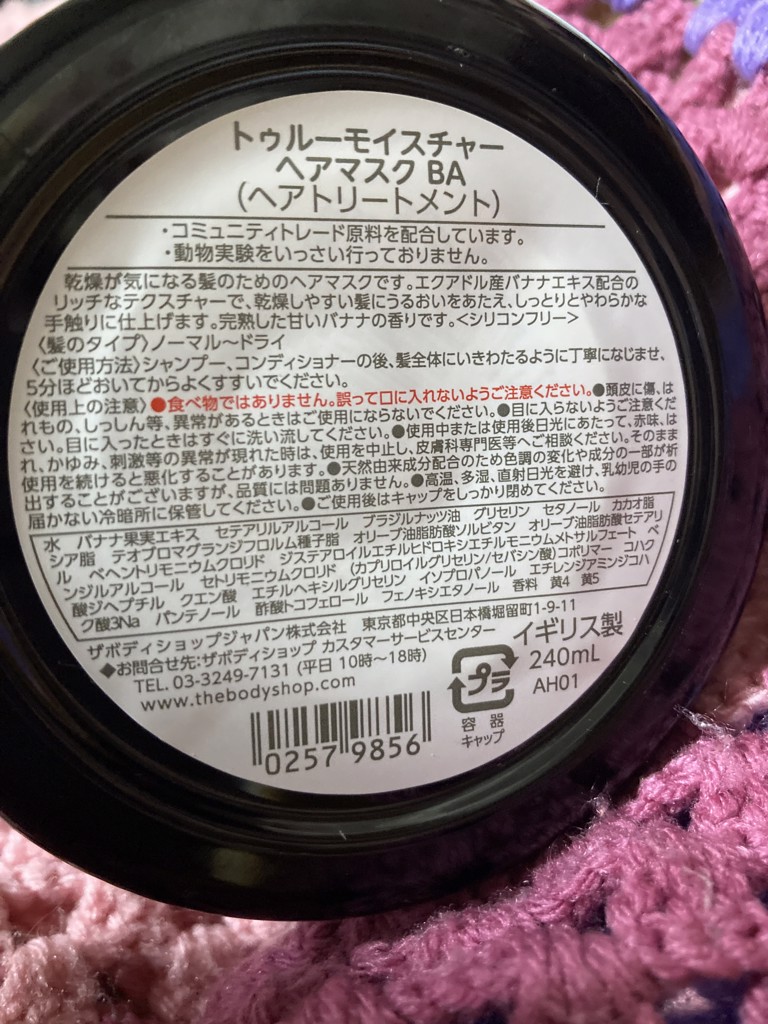 トゥルーモイスチャー
ヘアマスク BA
(ヘアトリートメント)
・コミュニティトレード原料を配合しています。
・動物実験をいっさい行っておりません。
乾燥が気になる髪のためのヘアマスクです。エクアドル産バナナエキス配合の
リッチなテクスチャーで、乾燥しやすい髪にうるおいをあたえ、しっとりとやわらかな
手触りに仕上げます。完熟した甘いバナナの香りです。<シリコンフリー>
〈髪のタイプ〉ノーマル〜ドライ
〈ご使用方法〉シャンプー、コンディショナーの後、髪全体にいきわたるように丁寧になじませ、
5分ほどおいてからよくすすいでください。
〈使用上の注意〉●食べ物ではありません。誤って口に入れないようご注意ください。●頭皮に傷、は
れもの、しっしん等、異常があるときはご使用にならないでください。●目に入らないようご注意くだ
さい。目に入ったときはすぐに洗い流してください。●使用中または使用後日光にあたって、赤味、は
れ、かゆみ、刺激等の異常が現れた時は、使用を中止し、皮膚科専門医等へご相談ください。そのまま
使用を続けると悪化することがあります。●天然由来成分配合のため色調の変化や成分の一部が析
出することがございますが、品質には問題ありません。●高温、多湿、直射日光を避け、乳幼児の手の
届かない冷暗所に保管してください。●ご使用後はキャップをしっかり閉めてください。
水 バナナ果実エキス セテアリルアルコール ブラジルナッツ油 グリセリン セタノール カカオ脂
シア脂 テオブロマグランジフロルム種子脂 オリーブ油脂肪酸ソルビタン オリーブ油脂肪酸セテアリ
ル ベヘントリモニウムクロリド ジステアロイルエチルヒドロキシエチルモニウムメトサルフェート ベ
ンジルアルコール セトリモニウムクロリド (カプリロイルグリセリン/セバシン酸)コポリマー コハク
酸ジヘプチル クエン酸 エチルヘキシルグリセリン イソプロパノール エチレンジアミンジコハ
ク酸3Na パンテノール 酢酸トコフェロール フェノキシエタノール 香料 黄4 黄5
ザボディショップジャパン株式会社 東京都中央区日本橋堀留町1-9-11
◆お問合せ先:ザボディショップ カスタマーサービスセンター
TEL. 03-3249-7131 (平日 10時〜18時)
www.thebodyshop.com
イギリス製
240mL
AH01
プラ
容器
キャップ
0257 9856